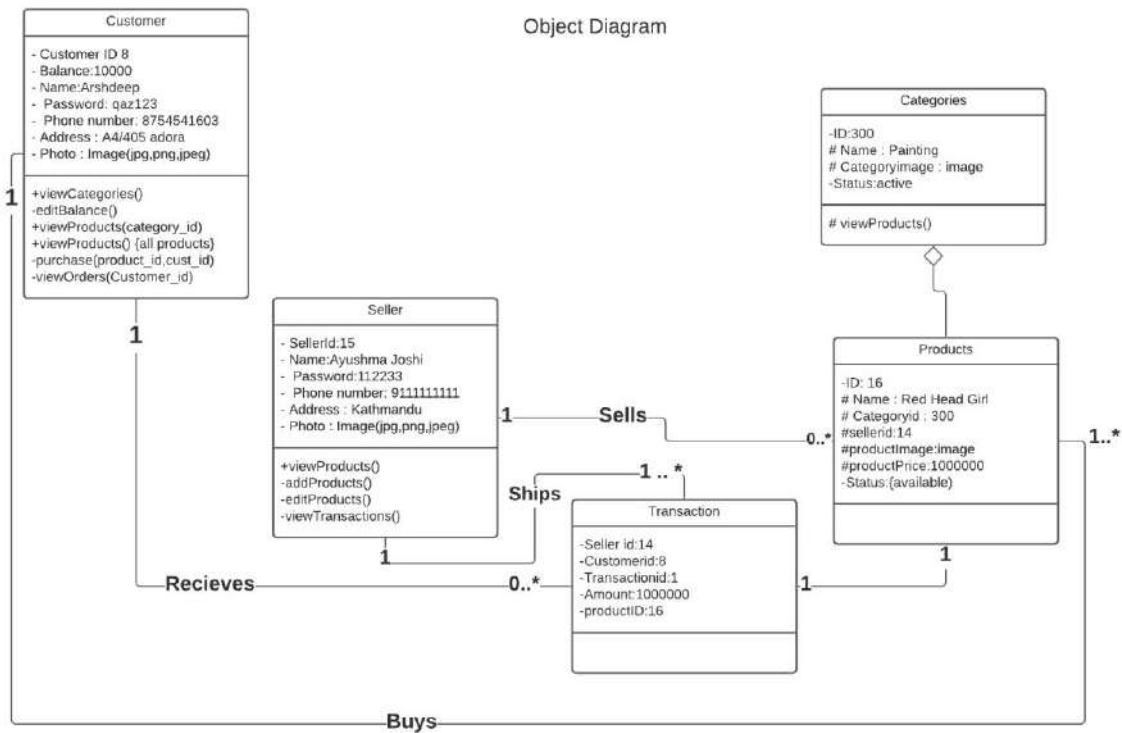 Object Diagram
Customer
- Customer ID 8
- Balance:10000
- Name:Arshdeep
- Password: qaz123
- Phone number: 8754541603
- Address : A4/405 adora
- Photo : Image(jpg,png,jpeg)
+viewCategories()
-editBalance()
+viewProducts(category_id)
+viewProducts() {all products}
-purchase(product_id,cust_id)
-viewOrders(Customer_id)
1
1
Categories
-ID:300
# Name : Painting
# Categoryimage : image
-Status:active
# viewProducts()
Seller
- SellerId:15
- Name:Ayushma Joshi
- Password:112233
- Phone number: 9111111111
- Address : Kathmandu
- Photo : Image(jpg,png,jpeg)
+viewProducts()
-addProducts()
-editProducts()
-viewTransactions()
1
Sells
0..*
Products
-ID: 16
# Name : Red Head Girl
# Categoryid : 300
#sellerid:14
#productImage:image
#productPrice:1000000
-Status:{available)
1..*
1
Ships
1 .. *
Transaction
-Seller id:14
-Customerid:8
-Transactionid:1
-Amount:1000000
-productID:16
1
1
Recieves
0..*
Buys